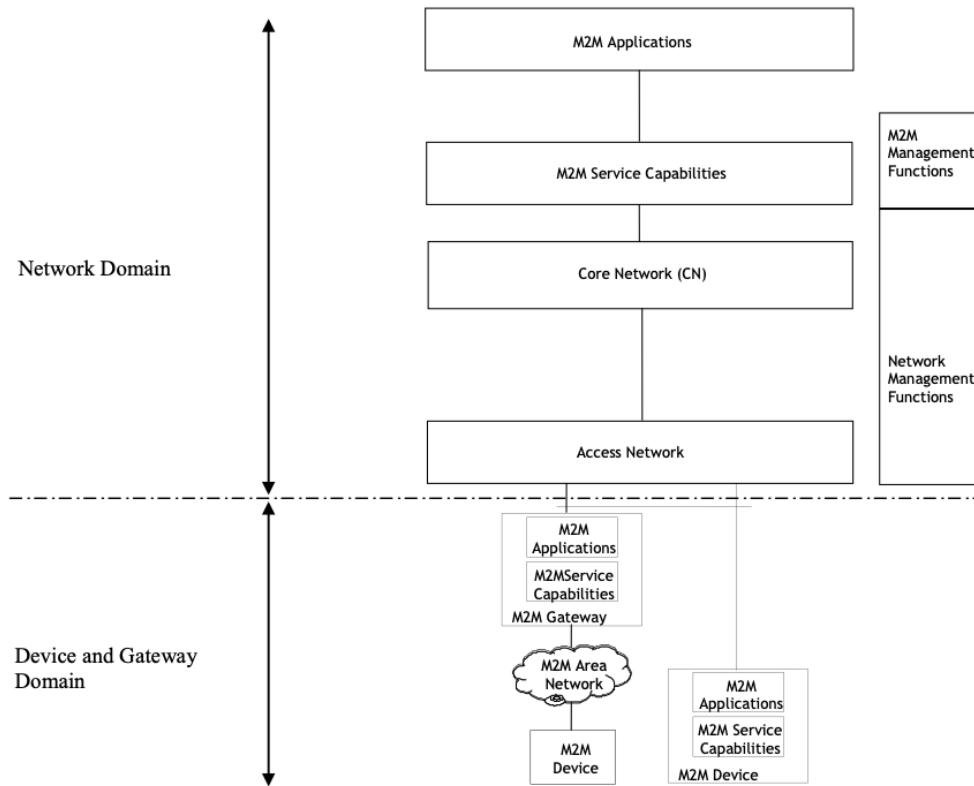 M2M Applications
M2M
Management
Functions
M2M Service Capabilities
Network Domain
Core Network (CN)
Network
Management
Functions
Access Network
M2M
Applications
M2MService
Capabilities
M2M Gateway
Device and Gateway
Domain
M2M Area
Network
M2M
Device
M2M
Applications
M2M Service
Capabilities
M2M Device